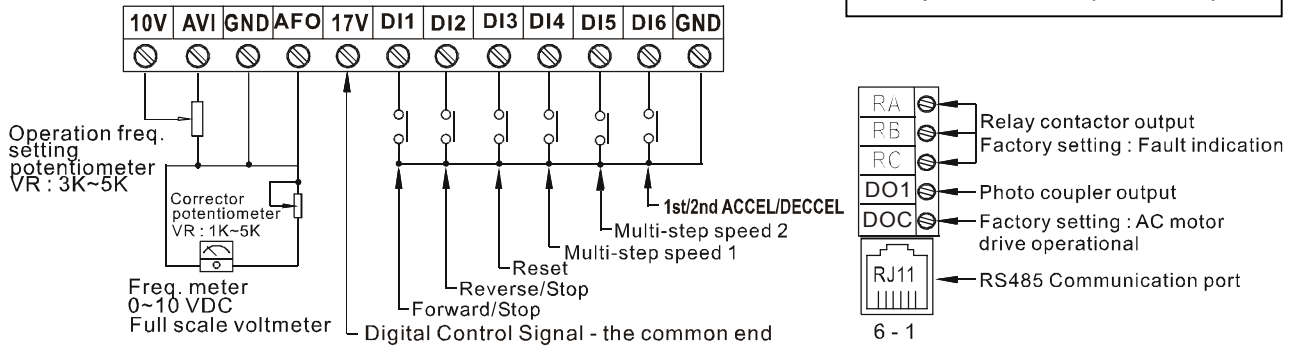 10V AVI GND AFO 17V DI1 DI2 DI3 DI4 DI5 DI6 GND
Operation freq.
setting
potentiometer
VR : 3K~5K
Corrector
potentiometer
VR : 1K~5K
Freq. meter
0~10 VDC
Full scale voltmeter
1st/2nd ACCEL/DECCEL
Multi-step speed 2
Multi-step speed 1
Reset
Reverse/Stop
Forward/Stop
Digital Control Signal - the common end
RA
RB
RC
DO1
DOC
Relay contactor output
Factory setting : Fault indication
Photo coupler output
Factory setting : AC motor
drive operational
RJ11
RS485 Communication port
6 - 1